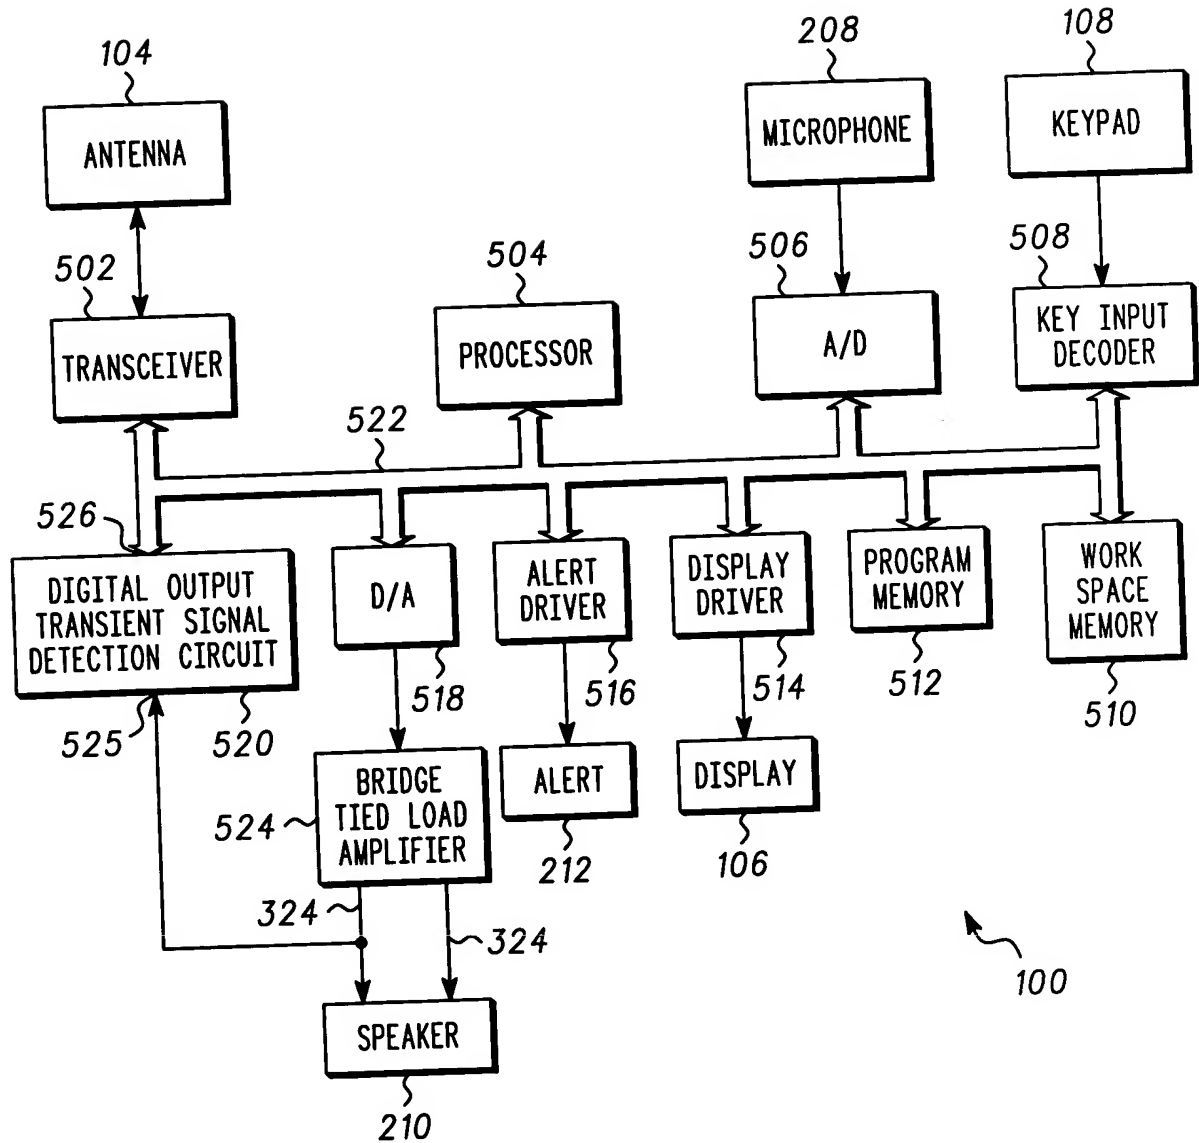 104
208
108
ANTENNA
MICROPHONE
KEYPAD
502
504
506
508
TRANSCEIVER
PROCESSOR
A/D
KEY INPUT
DECODER
522
526
DIGITAL OUTPUT
TRANSIENT SIGNAL
DETECTION CIRCUIT
D/A
ALERT
DRIVER
DISPLAY
DRIVER
PROGRAM
MEMORY
WORK
SPACE
MEMORY
525
520
518
516
514
512
510
524
BRIDGE
TIED LOAD
AMPLIFIER
ALERT
DISPLAY
212
106
324
324
100
SPEAKER
210